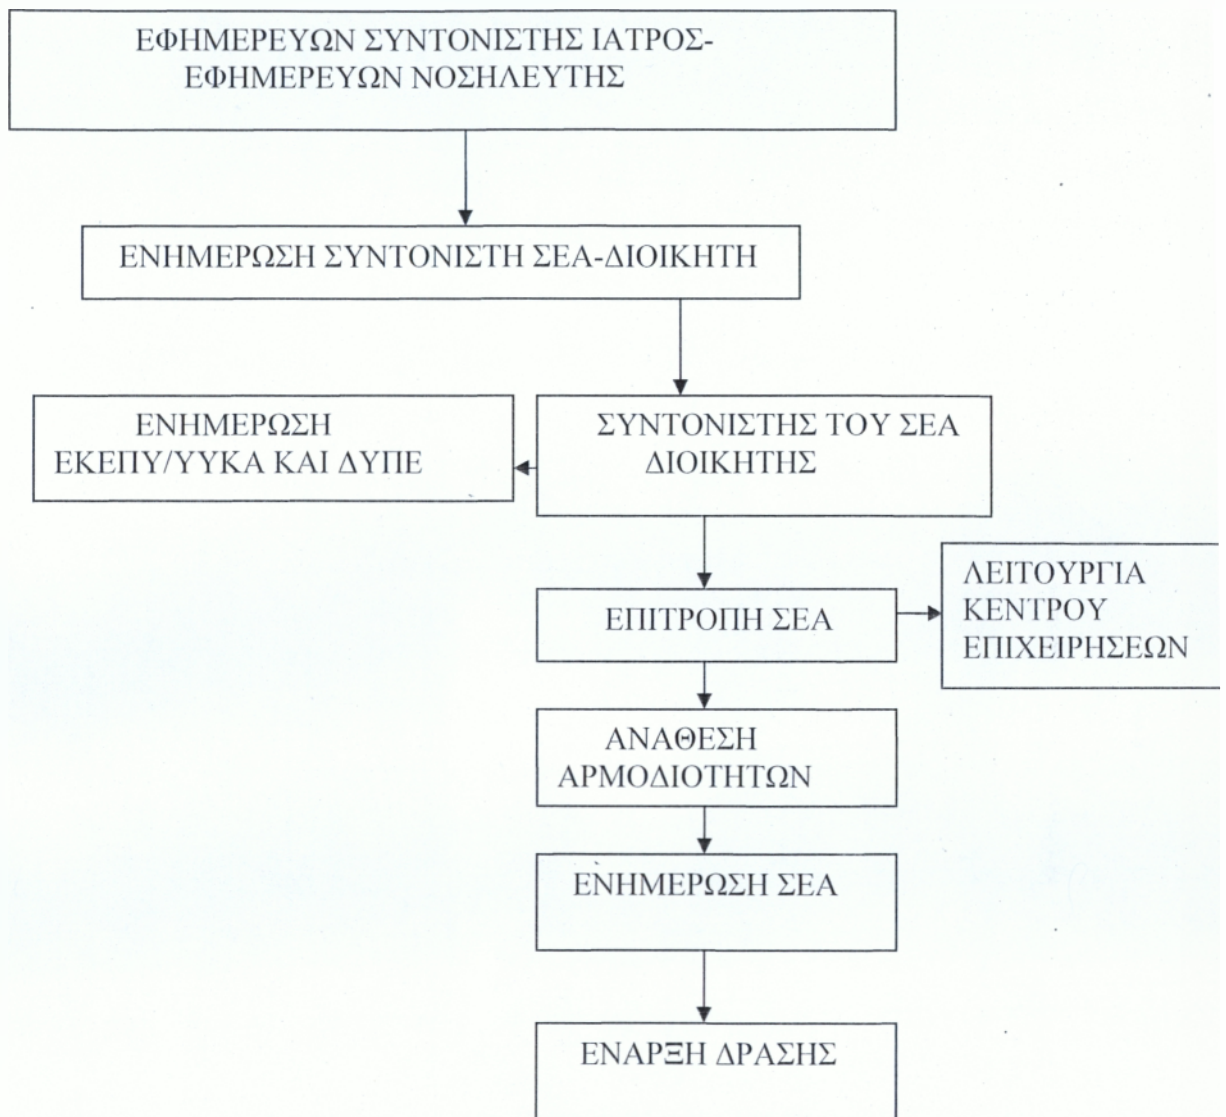 ΕΦΗΜΕΡΕΥΩΝ ΣΥΝΤΟΝΙΣΤΗΣ ΙΑΤΡΟΣ-
ΕΦΗΜΕΡΕΥΩΝ ΝΟΣΗΛΕΥΤΗΣ
ΕΝΗΜΕΡΩΣΗ ΣΥΝΤΟΝΙΣΤΗ ΣΕΑ-ΔΙΟΙΚΗΤΗ
ΕΝΗΜΕΡΩΣΗ
ΕΚΕΠΥ/ΥΥΚΑ ΚΑΙ ΔΥΠΕ
ΣΥΝΤΟΝΙΣΤΗΣ ΤΟΥ ΣΕΑ
ΔΙΟΙΚΗΤΗΣ
ΕΠΙΤΡΟΠΗ ΣΕΑ
ΛΕΙΤΟΥΡΓΙΑ
ΚΕΝΤΡΟΥ
ΕΠΙΧΕΙΡΗΣΕΩΝ
ΑΝΑΘΕΣΗ
ΑΡΜΟΔΙΟΤΗΤΩΝ
ΕΝΗΜΕΡΩΣΗ ΣΕΑ
ΕΝΑΡΞΗ ΔΡΑΣΗΣ